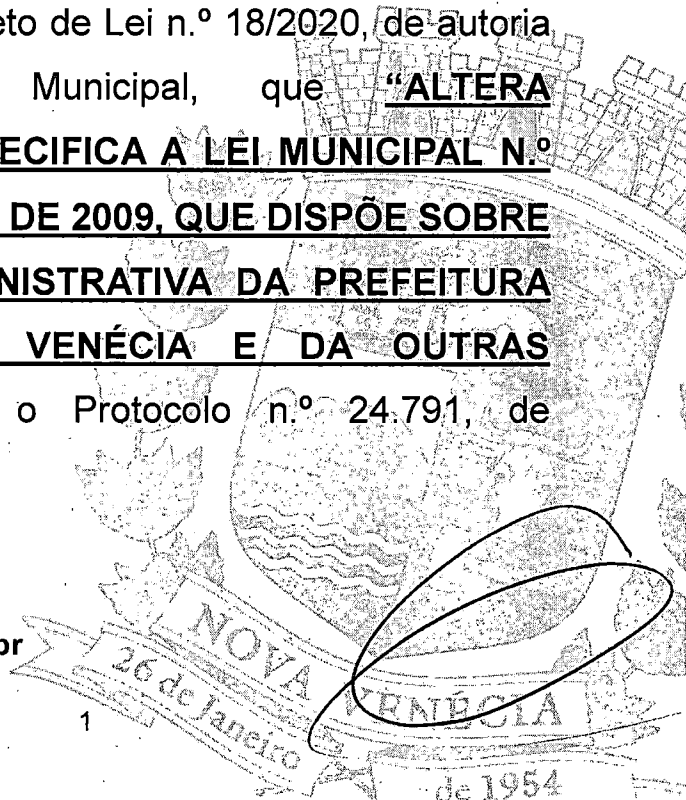 eto de Lei n.º 18/2020, de autoria
Municipal, que "ALTERA
ECIFICA A LEI MUNICIPAL N.º
DE 2009, QUE DISPÕE SOBRE
NISTRATIVA DA PREFEITURA
VENÉCIA E DA OUTRAS
o Protocolo n.º 24.791, de
br
1
NOVA VENÉCIA
26 de Janeiro
de 1954